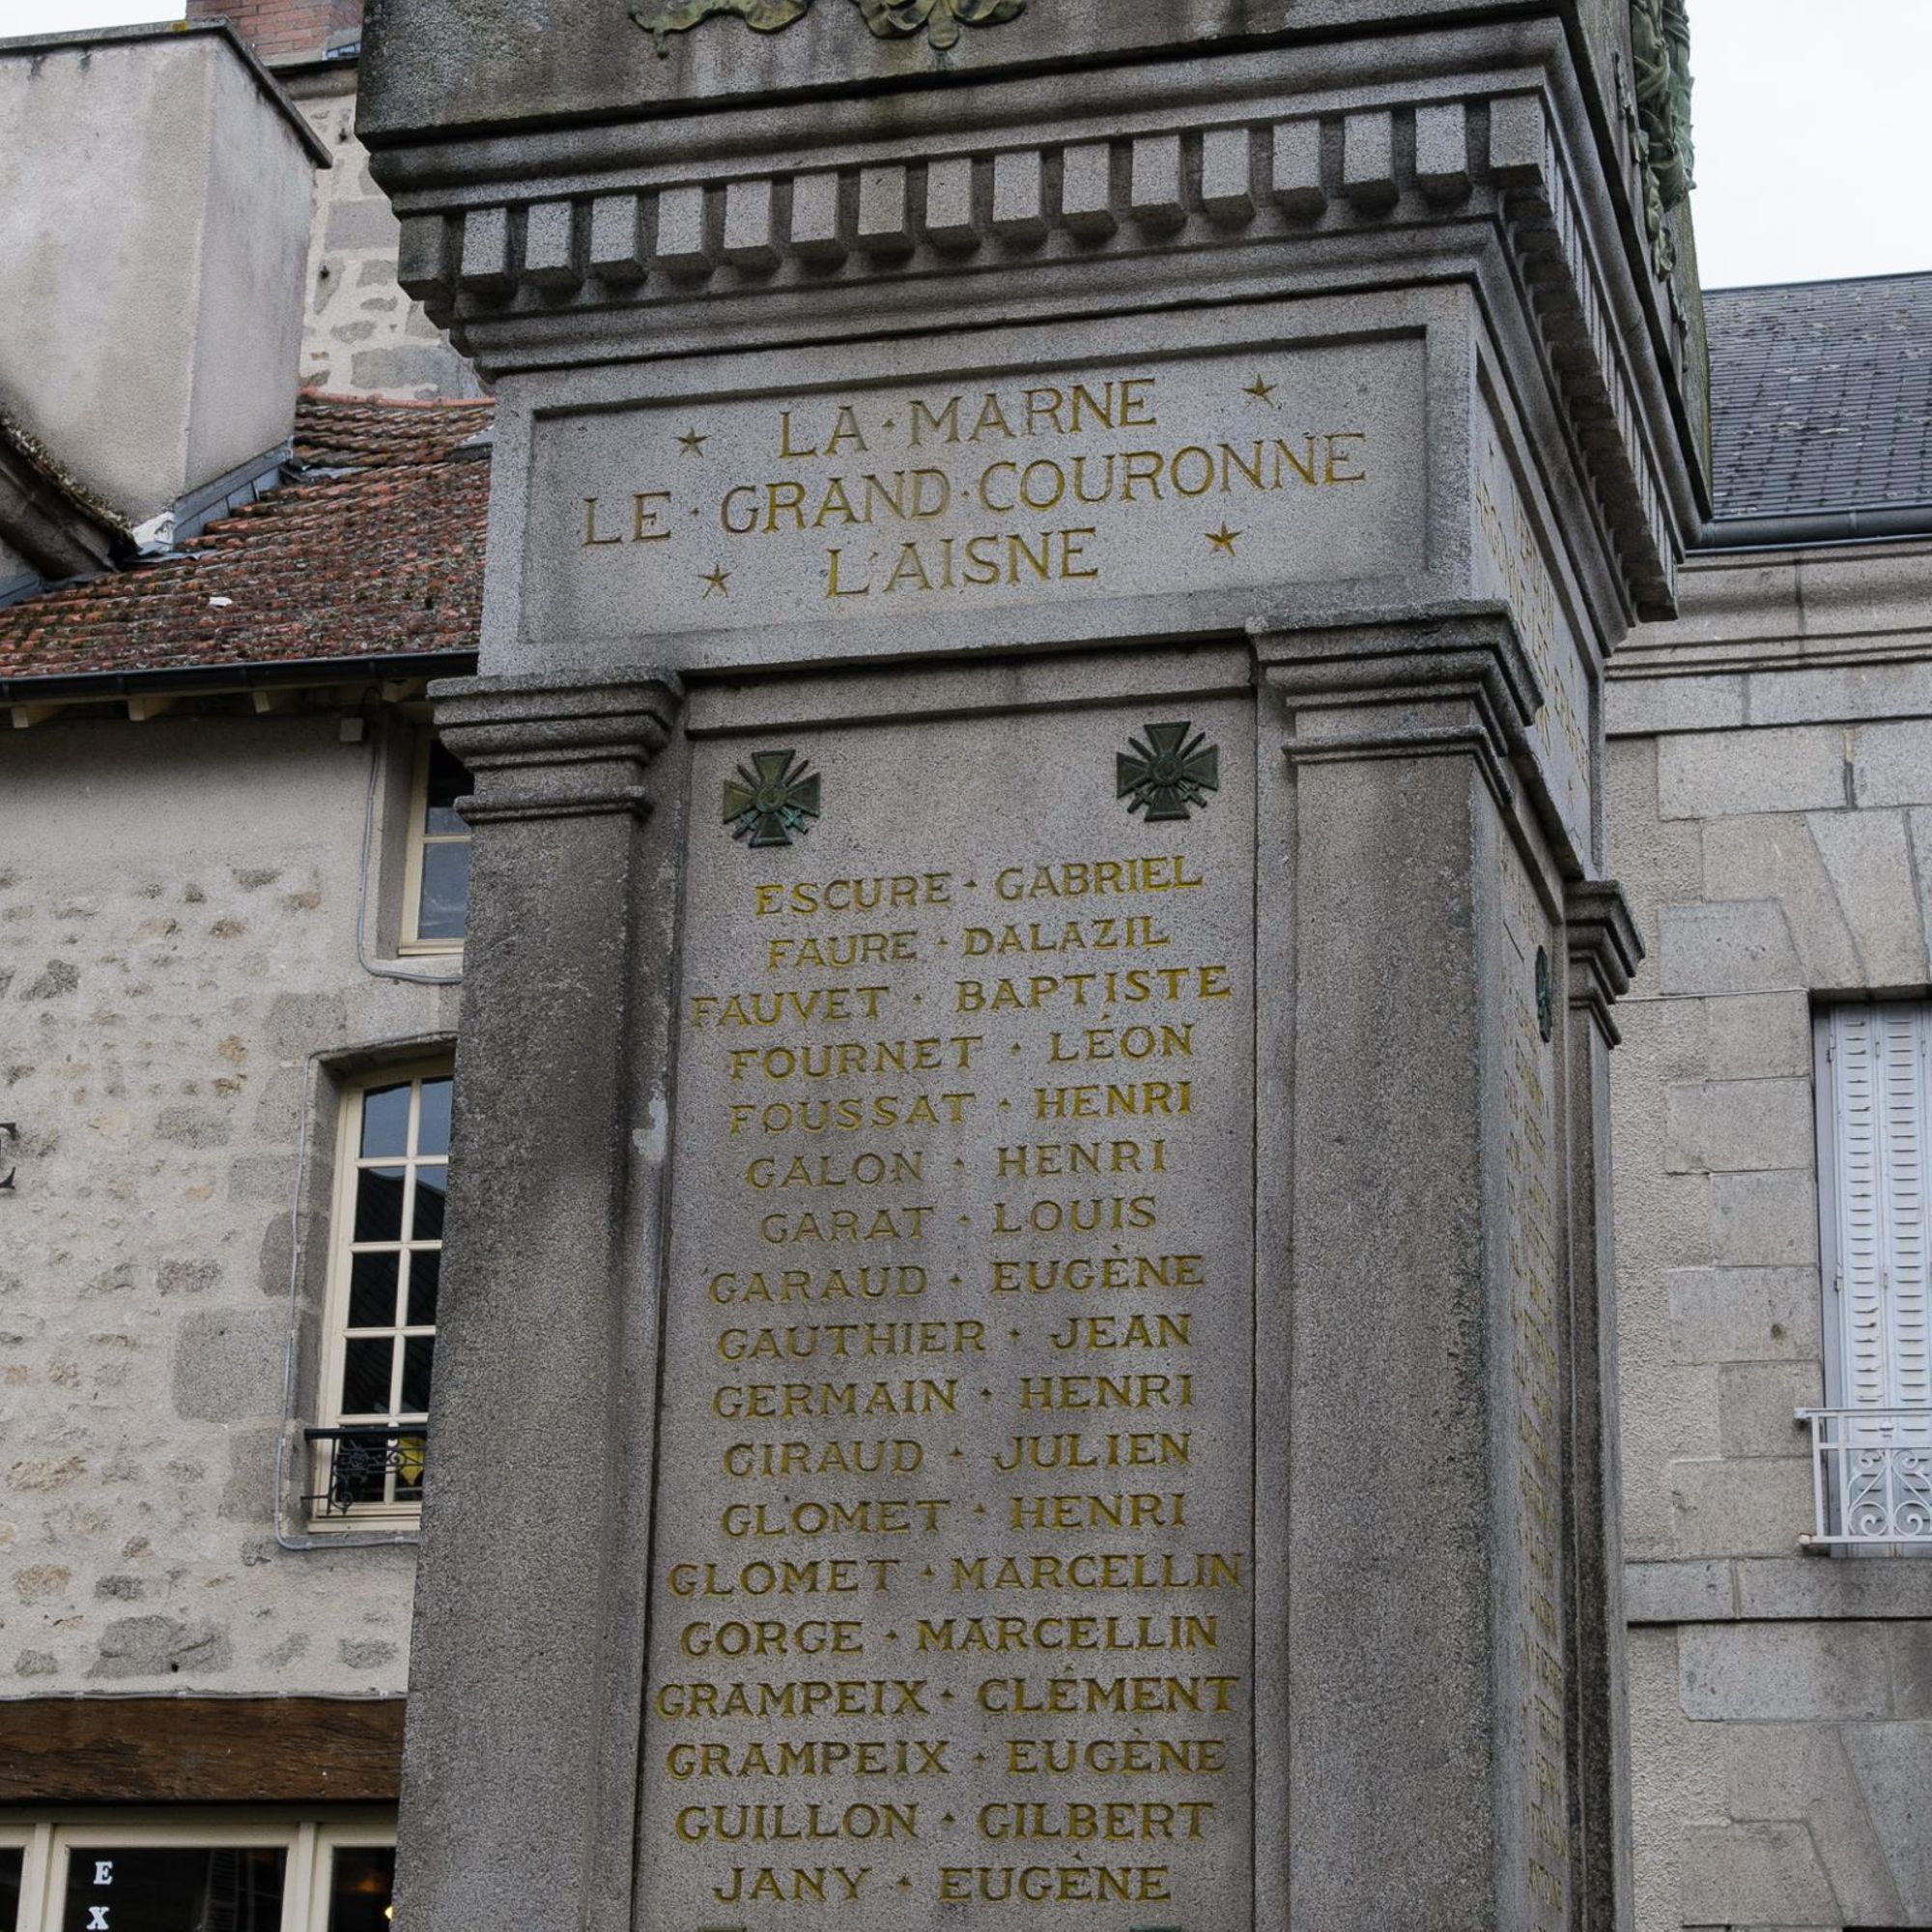 LA·MARNE
LE·GRAND·COURONNE
L'AISNE
ESCURE·GABRIEL
FAURE·DALAZIL
FAUVET·BAPTISTE
FOURNET·LÉON
FOUSSAT·HENRI
GALON·HENRI
GARAT·LOUIS
GARAUD·EUGÈNE
GAUTHIER·JEAN
GERMAIN·HENRI
GIRAUD·JULIEN
GLOMET·HENRI
GLOMET·MARCELLIN
GORGE·MARCELLIN
GRAMPEIX·CLÉMENT
GRAMPEIX·EUGÈNE
GUILLON·GILBERT
JANY·EUGÈNE
E
E
X